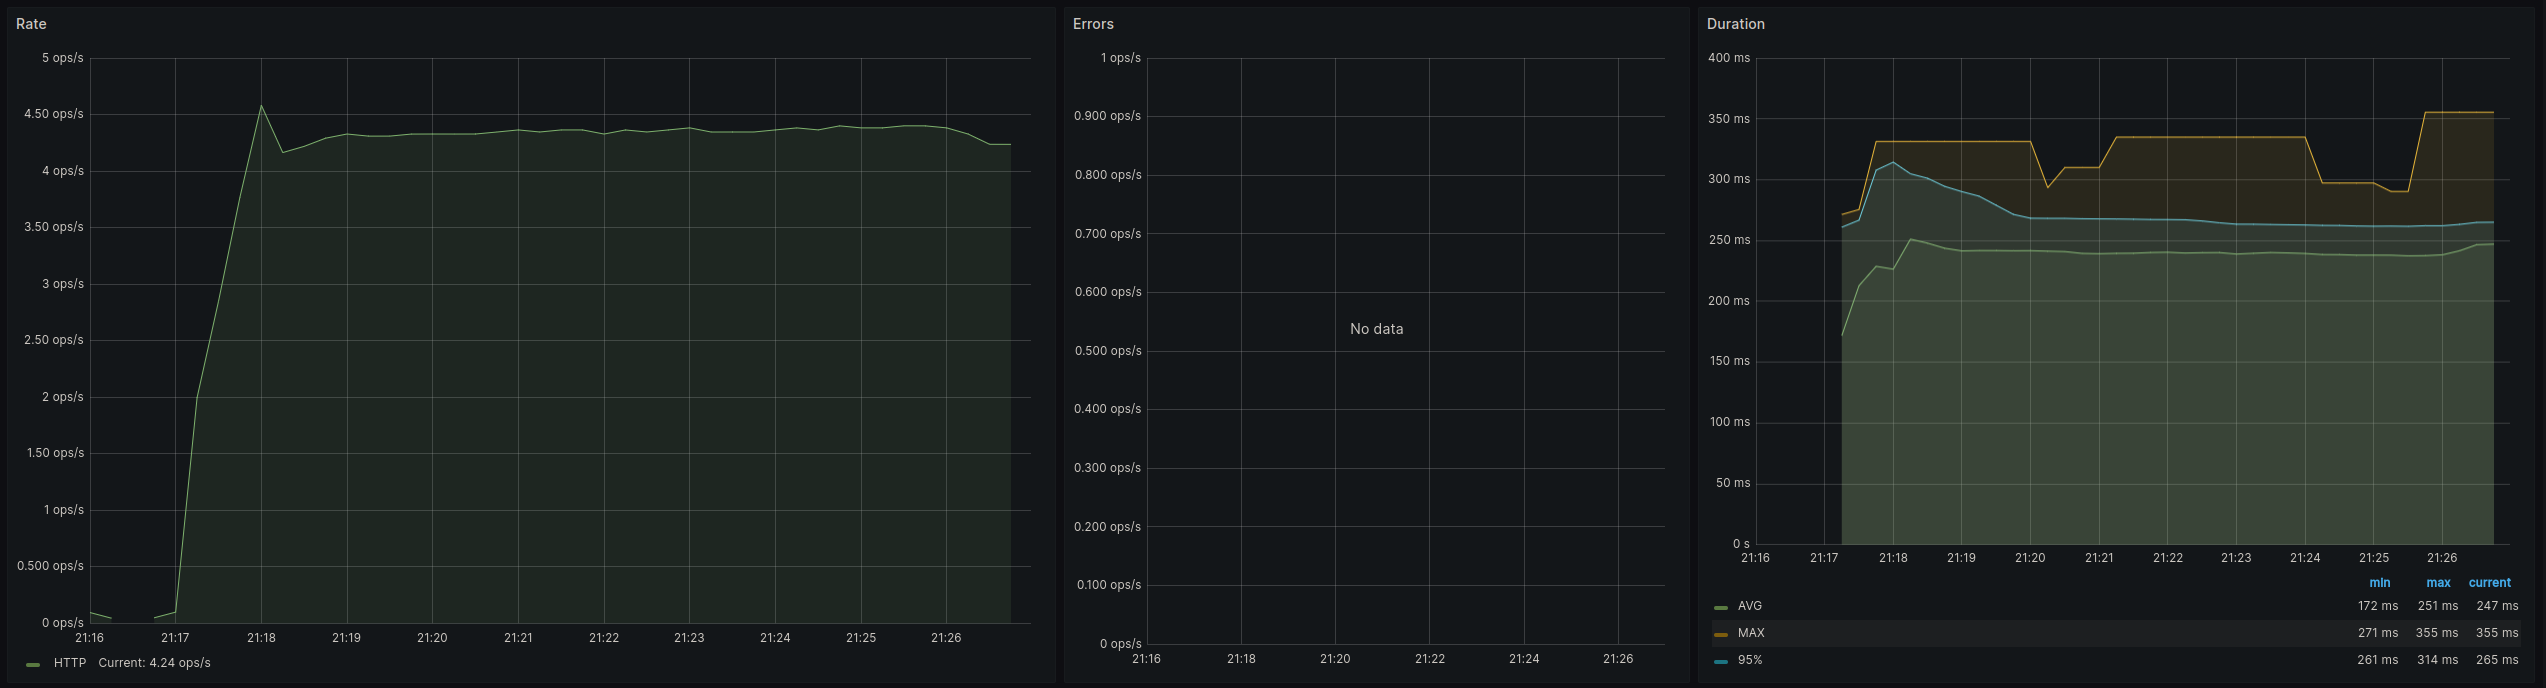 Rate
5 ops/s
4.50 ops/s
4 ops/s
3.50 ops/s
3 ops/s
2.50 ops/s
2 ops/s
1.50 ops/s
1 ops/s
0.500 ops/s
0 ops/s
21:16 21:17 21:18 21:19 21:20 21:21 21:22 21:23 21:24 21:25 21:26
HTTP Current: 4.24 ops/s
Errors
1 ops/s
0.900 ops/s
0.800 ops/s
0.700 ops/s
0.600 ops/s
0.500 ops/s
0.400 ops/s
0.300 ops/s
0.200 ops/s
0.100 ops/s
0 ops/s
No data
21:16 21:18 21:20 21:22 21:24 21:26
Duration
400 ms
350 ms
300 ms
250 ms
200 ms
150 ms
100 ms
50 ms
0 s
21:16 21:17 21:18 21:19 21:20 21:21 21:22 21:23 21:24 21:25 21:26
min max current
AVG 172 ms 251 ms 247 ms
MAX 271 ms 355 ms 355 ms
95% 261 ms 314 ms 265 ms